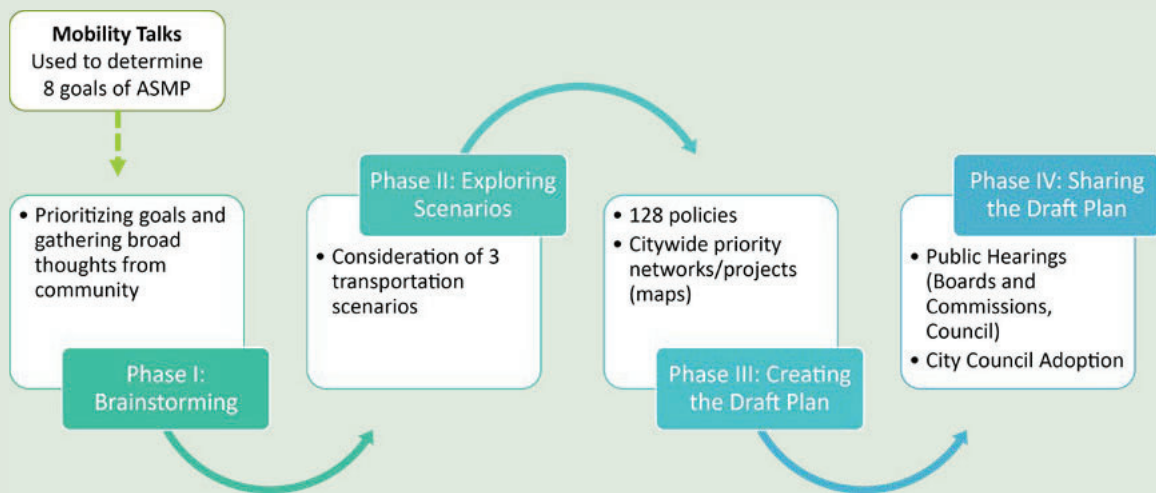 Mobility Talks
Used to determine
8 goals of ASMP
• Prioritizing goals and
gathering broad
thoughts from
community
Phase I:
Brainstorming
Phase II: Exploring
Scenarios
• Consideration of 3
transportation
scenarios
• 128 policies
• Citywide priority
networks/projects
(maps)
Phase III: Creating
the Draft Plan
Phase IV: Sharing
the Draft Plan
• Public Hearings
(Boards and
Commissions,
Council)
• City Council Adoption